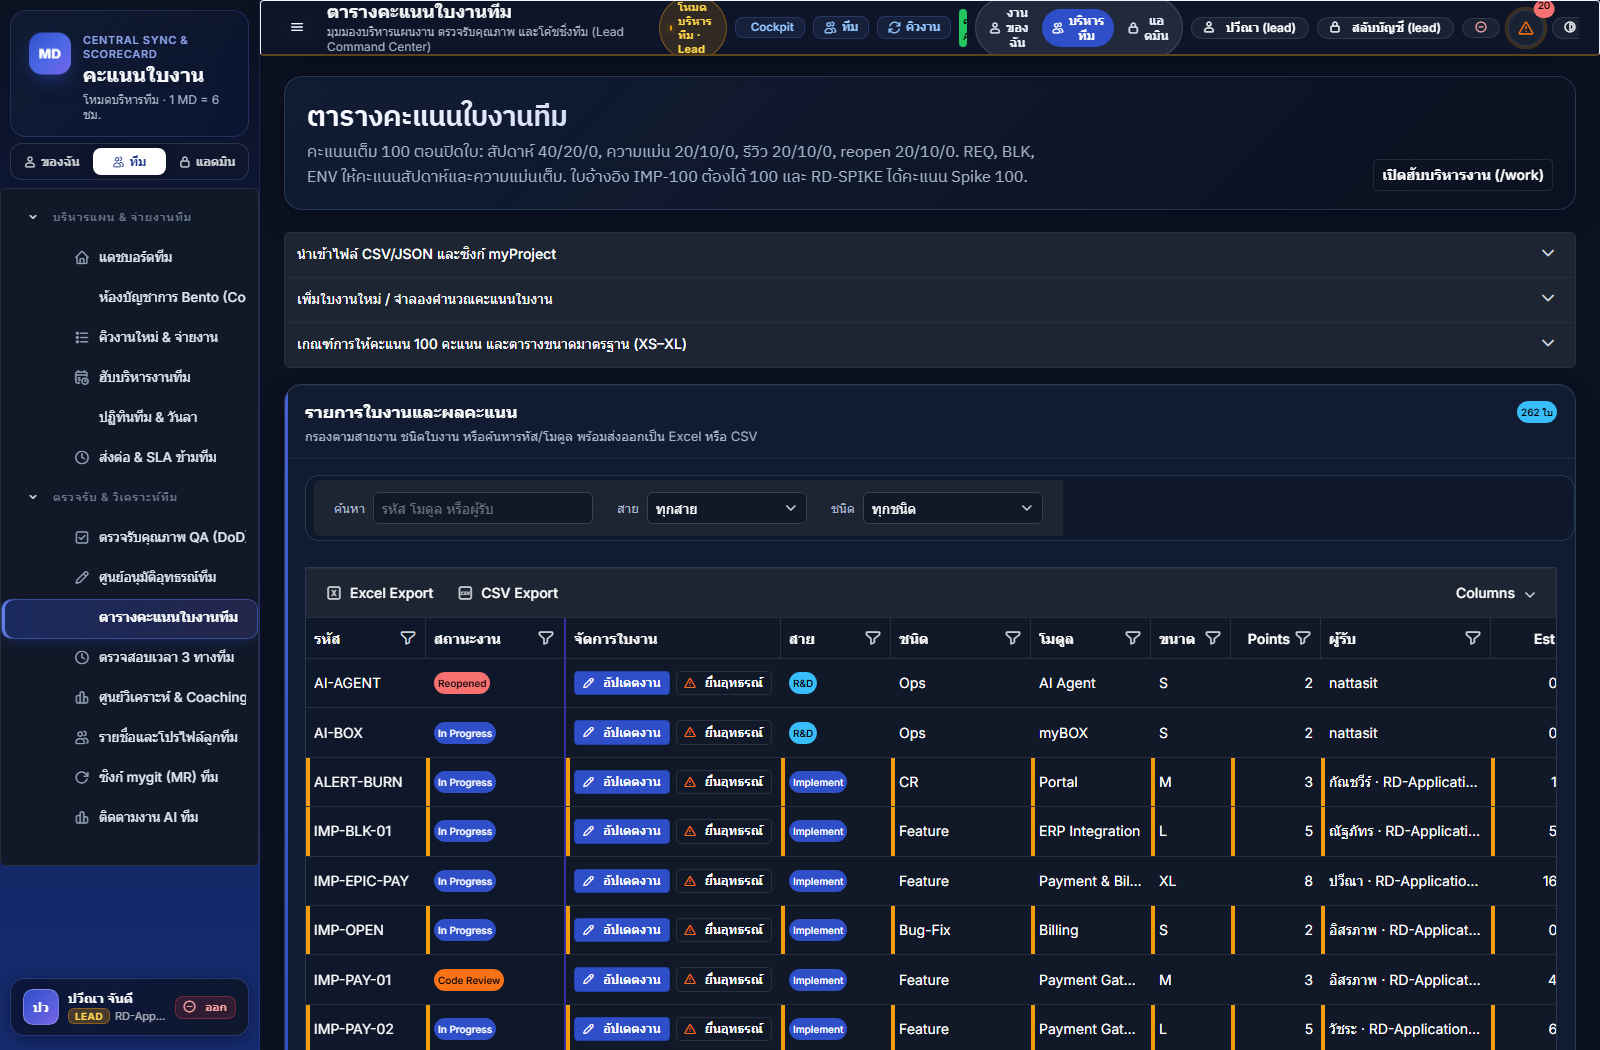 MD
CENTRAL SYNC &
SCORECARD
คะแนนใบงาน
โหมดบริหารทีม · 1 MD = 6
ชม.
ของฉัน
ทีม
แอดมิน
บริหารแผน & จ่ายงานทีม
แดชบอร์ดทีม
ห้องบัญชาการ Bento (Co
คิวงานใหม่ & จ่ายงาน
ฮับบริหารงานทีม
ปฏิทินทีม & วันลา
ส่งต่อ & SLA ข้ามทีม
ตรวจรับ & วิเคราะห์ทีม
ตรวจรับคุณภาพ QA (DoD)
ศูนย์อนุมัติอุทธรณ์ทีม
ตารางคะแนนใบงานทีม
ตรวจสอบเวลา 3 ทางทีม
ศูนย์วิเคราะห์ & Coaching
รายชื่อและโปรไฟล์ลูกทีม
ซิงก์ mygit (MR) ทีม
ติดตามงาน AI ทีม
ปว
ปวีณา จันดี
LEAD RD-App...
ออก
ตารางคะแนนใบงานทีม
มุมมองบริหารแผนงาน ตรวจรับคุณภาพ และโค้ชชิ่งทีม (Lead
Command Center)
โหมด
บริหาร
ทีม ·
Lead
Cockpit
ทีม
คิวงาน
งาน
ของ
ฉัน
บริหาร
ทีม
แอ
ดมิน
ปวีณา (lead)
สลับบัญชี (lead)
20
ตารางคะแนนใบงานทีม
คะแนนเต็ม 100 ตอนปิดใบ: สัปดาห์ 40/20/0, ความแม่น 20/10/0, รีวิว 20/10/0, reopen 20/10/0. REQ, BLK,
ENV ให้คะแนนสัปดาห์และความแม่นเต็ม. ใบอ้างอิง IMP-100 ต้องได้ 100 และ RD-SPIKE ได้คะแนน Spike 100.
เปิดฮับบริหารงาน (/work)
นำเข้าไฟล์ CSV/JSON และซิงก์ myProject
เพิ่มใบงานใหม่ / จำลองคำนวณคะแนนใบงาน
เกณฑ์การให้คะแนน 100 คะแนน และตารางขนาดมาตรฐาน (XS–XL)
รายการใบงานและผลคะแนน
262 ใบ
กรองตามสายงาน ชนิดใบงาน หรือค้นหารหัส/โมดูล พร้อมส่งออกเป็น Excel หรือ CSV
ค้นหา รหัส โมดูล หรือผู้รับ สาย ทุกสาย ชนิด ทุกชนิด
Excel Export CSV Export Columns
รหัส สถานะงาน จัดการใบงาน สาย ชนิด โมดูล ขนาด Points ผู้รับ Est
AI-AGENT Reopened อัปเดตงาน ยื่นอุทธรณ์ R&D Ops AI Agent S 2 nattasit 0
AI-BOX In Progress อัปเดตงาน ยื่นอุทธรณ์ R&D Ops myBOX S 2 nattasit 0
ALERT-BURN In Progress อัปเดตงาน ยื่นอุทธรณ์ Implement CR Portal M 3 กัณชวีร์ · RD-Applicati... 1
IMP-BLK-01 In Progress อัปเดตงาน ยื่นอุทธรณ์ Implement Feature ERP Integration L 5 ณัฐภัทร · RD-Applicati... 5
IMP-EPIC-PAY In Progress อัปเดตงาน ยื่นอุทธรณ์ Implement Feature Payment & Bil... XL 8 ปวีณา · RD-Applicatio... 16
IMP-OPEN In Progress อัปเดตงาน ยื่นอุทธรณ์ Implement Bug-Fix Billing S 2 อิสรภาพ · RD-Applicat... 0
IMP-PAY-01 Code Review อัปเดตงาน ยื่นอุทธรณ์ Implement Feature Payment Gat... M 3 อิสรภาพ · RD-Applicat... 4
IMP-PAY-02 In Progress อัปเดตงาน ยื่นอุทธรณ์ Implement Feature Payment Gat... L 5 วัชระ · RD-Application... 6